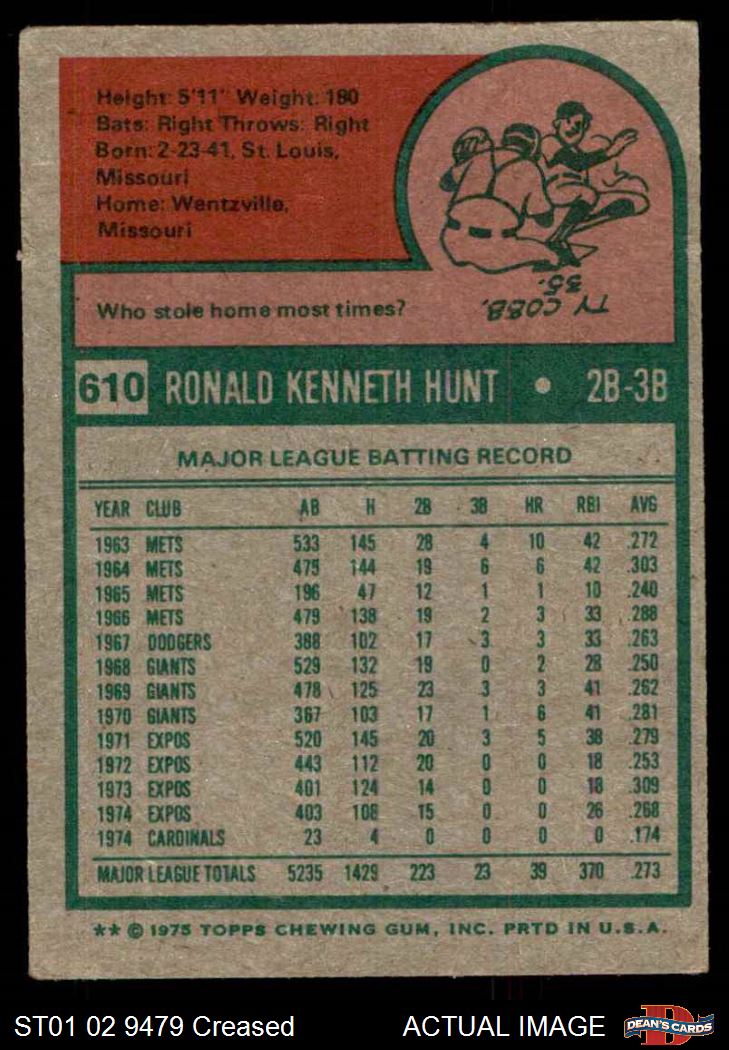 Height: 5'11" Weight: 180
Bats: Right Throws: Right
Born: 2-23-41, St. Louis,
Missouri
Home: Wentzville,
Missouri
Who stole home most times?
TY COBB,
35.
610 RONALD KENNETH HUNT • 2B-3B
MAJOR LEAGUE BATTING RECORD
YEAR CLUB AB H 2B 3B HR RBI AVG
1963 METS 533 145 28 4 10 42 .272
1964 METS 475 144 19 6 6 42 .303
1965 METS 196 47 12 1 1 10 .240
1966 METS 479 138 19 2 3 33 .288
1967 DODGERS 388 102 17 3 3 33 .263
1968 GIANTS 529 132 19 0 2 28 .250
1969 GIANTS 478 125 23 3 3 41 .262
1970 GIANTS 367 103 17 1 6 41 .281
1971 EXPOS 520 145 20 3 5 38 .279
1972 EXPOS 443 112 20 0 0 18 .253
1973 EXPOS 401 124 14 0 0 18 .309
1974 EXPOS 403 108 15 0 0 26 .268
1974 CARDINALS 23 4 0 0 0 0 .174
MAJOR LEAGUE TOTALS 5235 1429 223 23 39 370 .273
** © 1975 TOPPS CHEWING GUM, INC. PRTD IN U.S.A.
ST01 02 9479 Creased ACTUAL IMAGE
DEAN'S CARDS